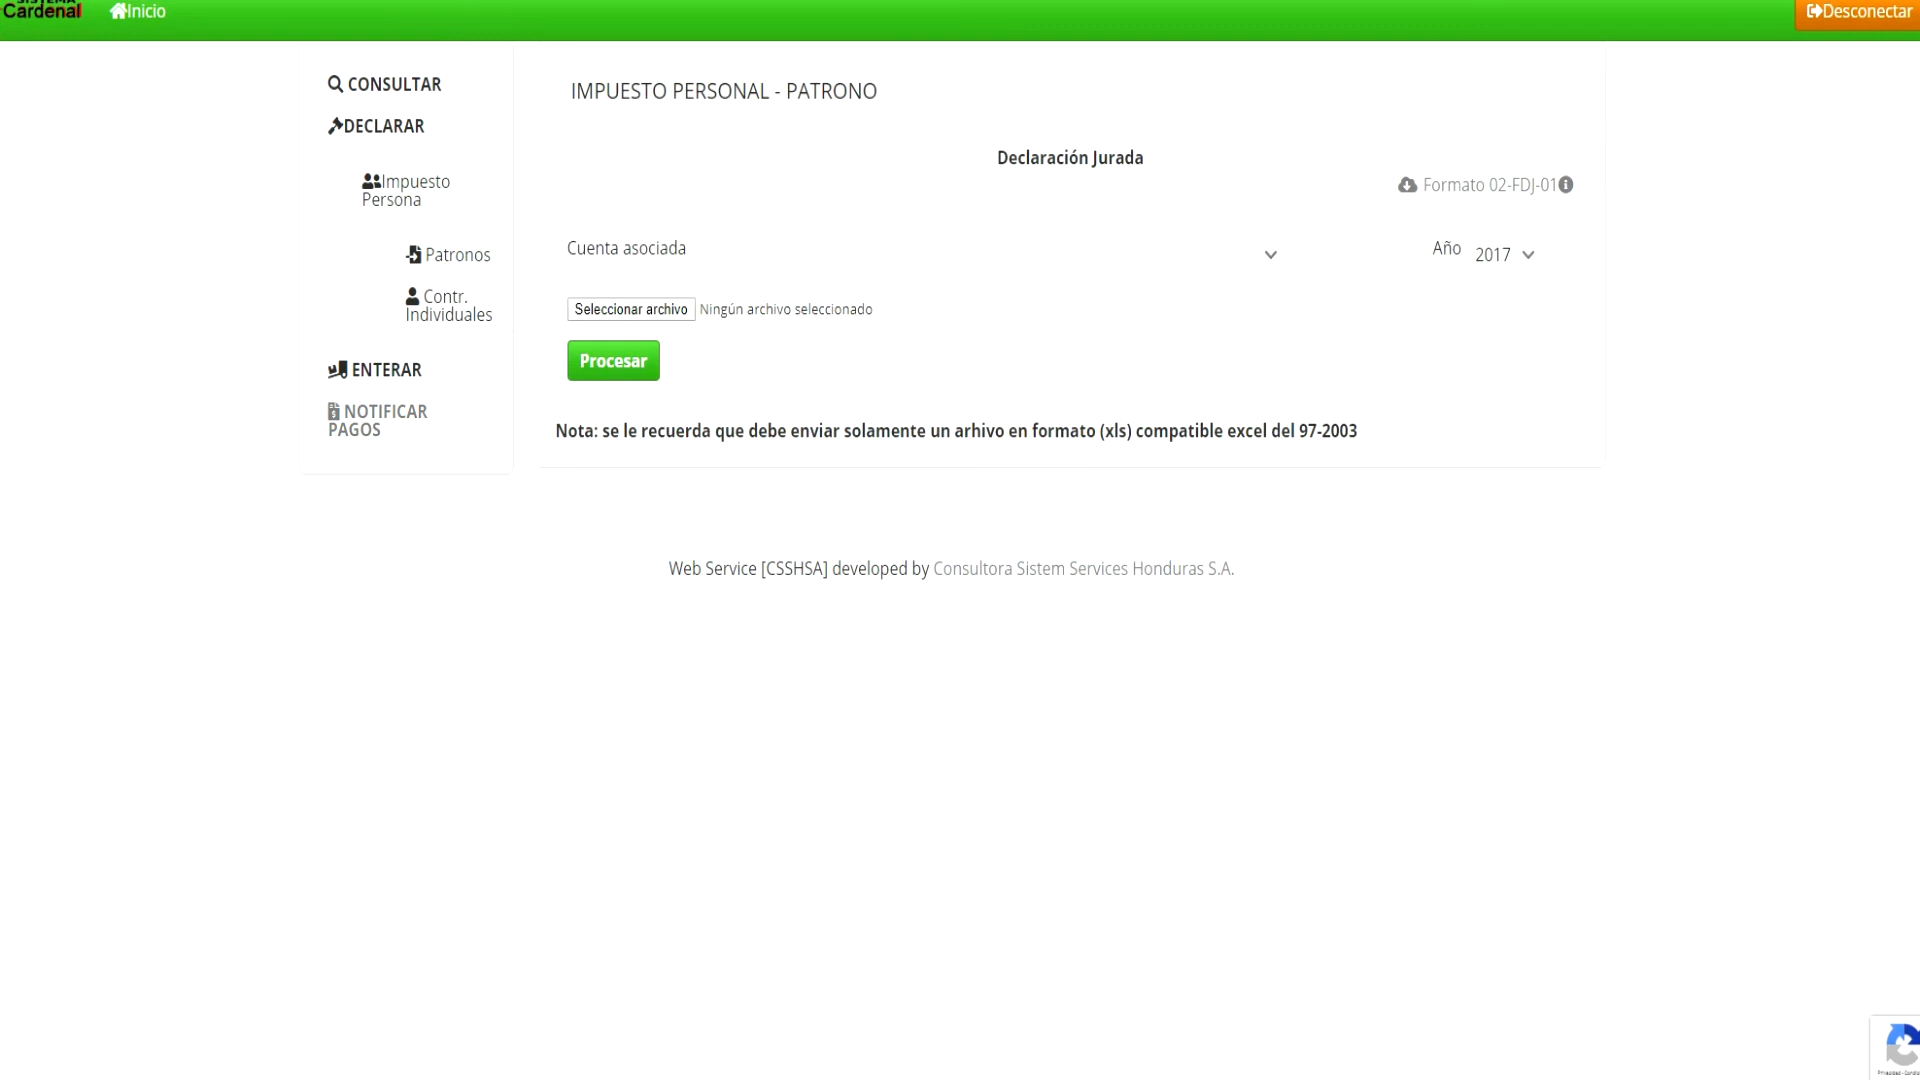 SISTEMA
Cardenal
Inicio
Desconectar
CONSULTAR
DECLARAR
Impuesto
Persona
Patronos
Contr.
Individuales
ENTERAR
NOTIFICAR
PAGOS
IMPUESTO PERSONAL - PATRONO
Declaración Jurada
Formato 02-FDJ-01
Cuenta asociada
Año 2017
Seleccionar archivo Ningún archivo seleccionado
Procesar
Nota: se le recuerda que debe enviar solamente un arhivo en formato (xls) compatible excel del 97-2003
Web Service [CSSHSA] developed by Consultora Sistem Services Honduras S.A.